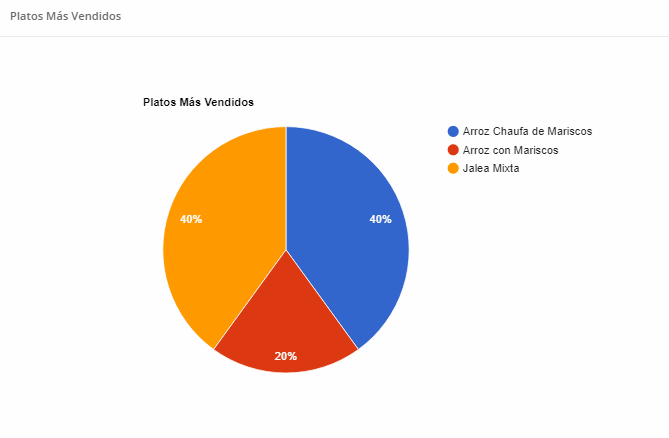 Platos Más Vendidos
Platos Más Vendidos
Arroz Chaufa de Mariscos
Arroz con Mariscos
Jalea Mixta
40%
40%
20%